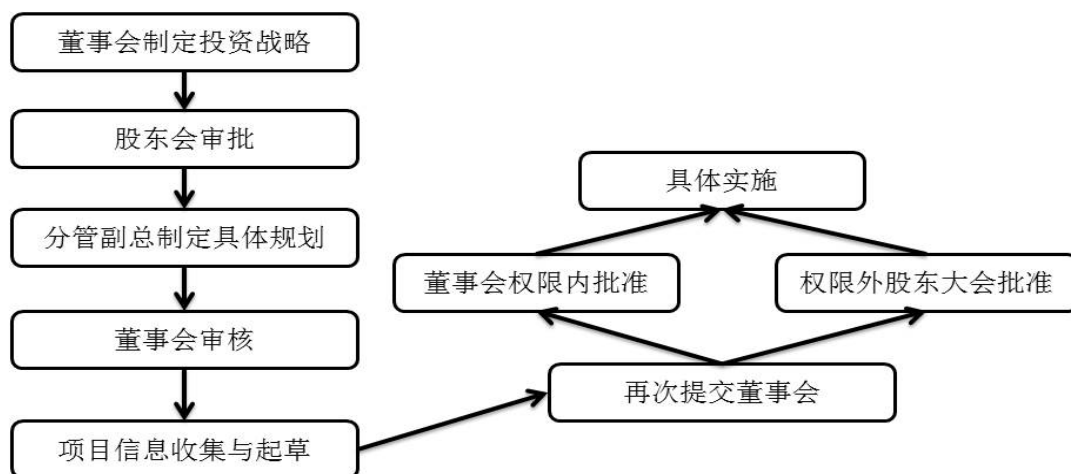 董事会制定投资战略
股东会审批
分管副总制定具体规划
董事会审核
项目信息收集与起草
再次提交董事会
董事会权限内批准
权限外股东大会批准
具体实施